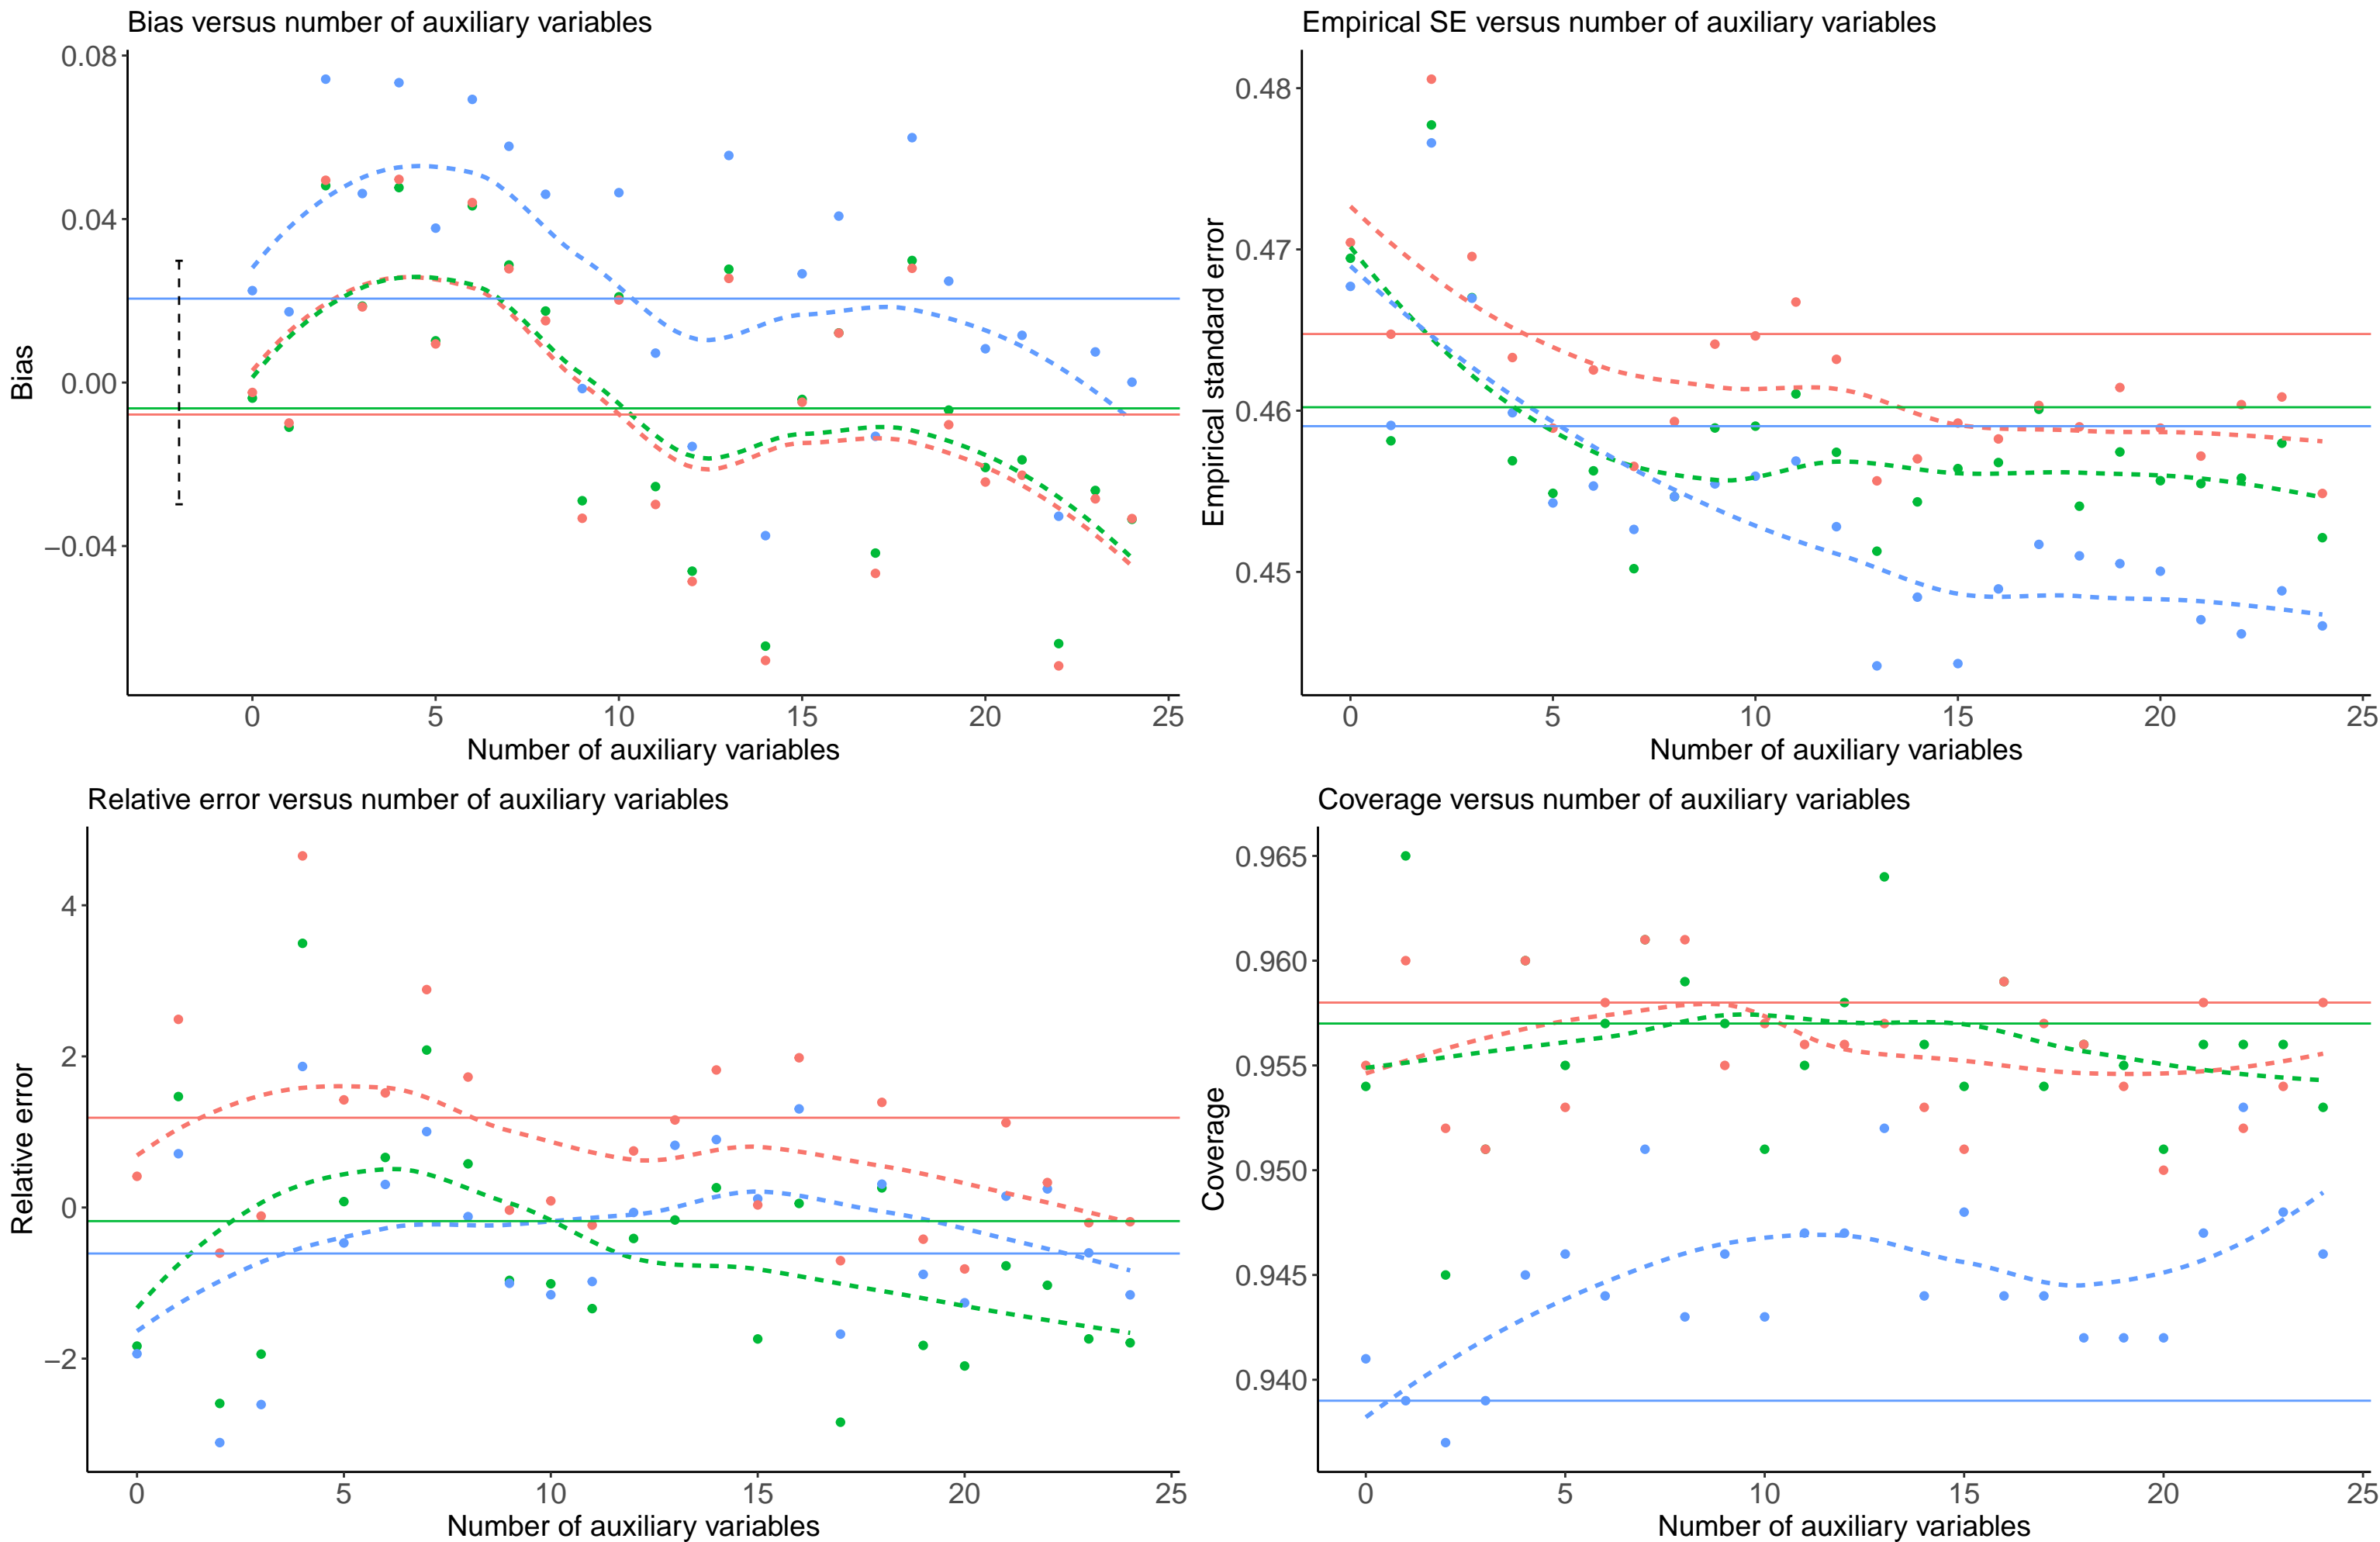 Bias versus number of auxiliary variables
0.08
0.04
0.00
−0.04
Bias
0 5 10 15 20 25
Number of auxiliary variables
Empirical SE versus number of auxiliary variables
0.48
0.47
0.46
0.45
Empirical standard error
0 5 10 15 20 25
Number of auxiliary variables
Relative error versus number of auxiliary variables
4
2
0
−2
Relative error
0 5 10 15 20 25
Number of auxiliary variables
Coverage versus number of auxiliary variables
0.965
0.960
0.955
0.950
0.945
0.940
Coverage
0 5 10 15 20 25
Number of auxiliary variables